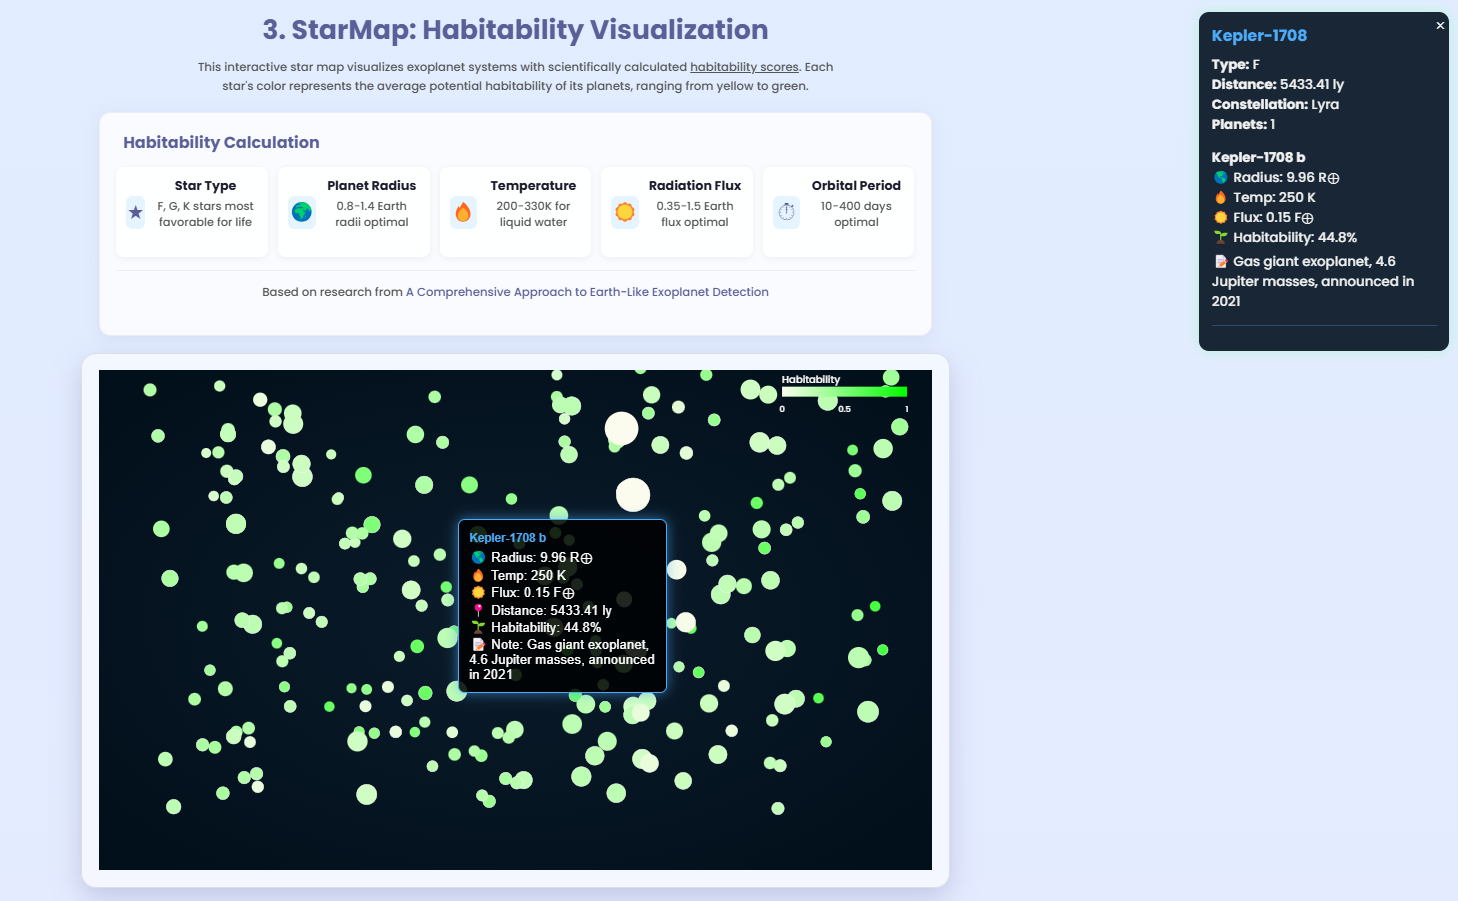 3. StarMap: Habitability Visualization
This interactive star map visualizes exoplanet systems with scientifically calculated habitability scores. Each
star's color represents the average potential habitability of its planets, ranging from yellow to green.
Habitability Calculation
Star Type
F, G, K stars most
favorable for life
Planet Radius
0.8-1.4 Earth
radii optimal
Temperature
200-330K for
liquid water
Radiation Flux
0.35-1.5 Earth
flux optimal
Orbital Period
10-400 days
optimal
Based on research from A Comprehensive Approach to Earth-Like Exoplanet Detection
Habitability
0 0.5 1
Kepler-1708 b
Radius: 9.96 R⊕
Temp: 250 K
Flux: 0.15 F⊕
Distance: 5433.41 ly
Habitability: 44.8%
Note: Gas giant exoplanet,
4.6 Jupiter masses, announced
in 2021
×
Kepler-1708
Type: F
Distance: 5433.41 ly
Constellation: Lyra
Planets: 1
Kepler-1708 b
Radius: 9.96 R⊕
Temp: 250 K
Flux: 0.15 F⊕
Habitability: 44.8%
Gas giant exoplanet, 4.6
Jupiter masses, announced in
2021